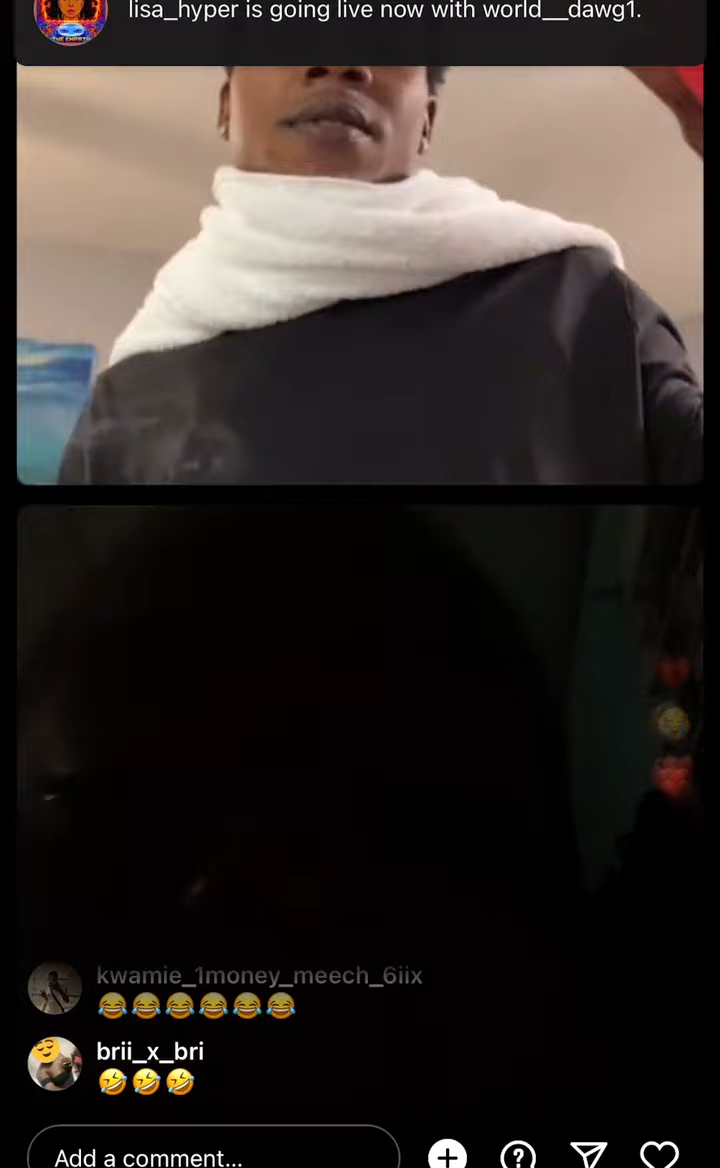 lisa_hyper is going live now with world__dawg1.
kwamie_1money_meech_6iix
😂😂😂😂😂😂
brii_x_bri
🤣🤣🤣
Add a comment...